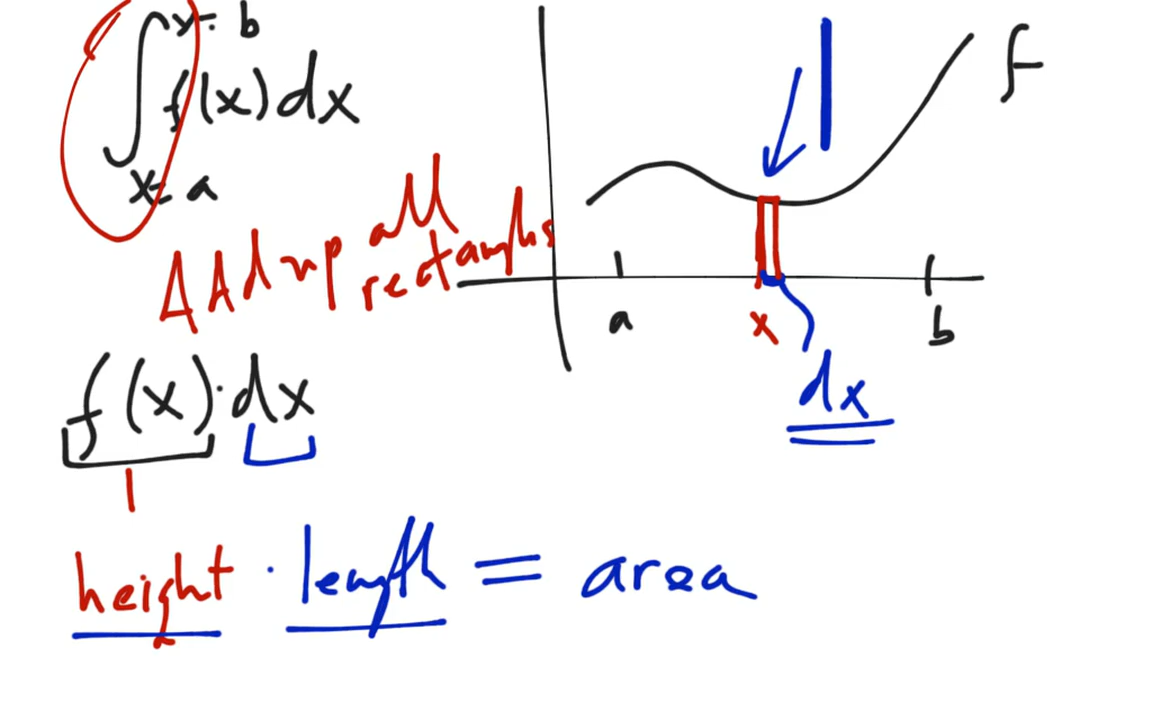 x= b
∫ f(x) dx
x= a
f
Add up all
rectangles
a x b
dx
f(x) · dx
height · length = area